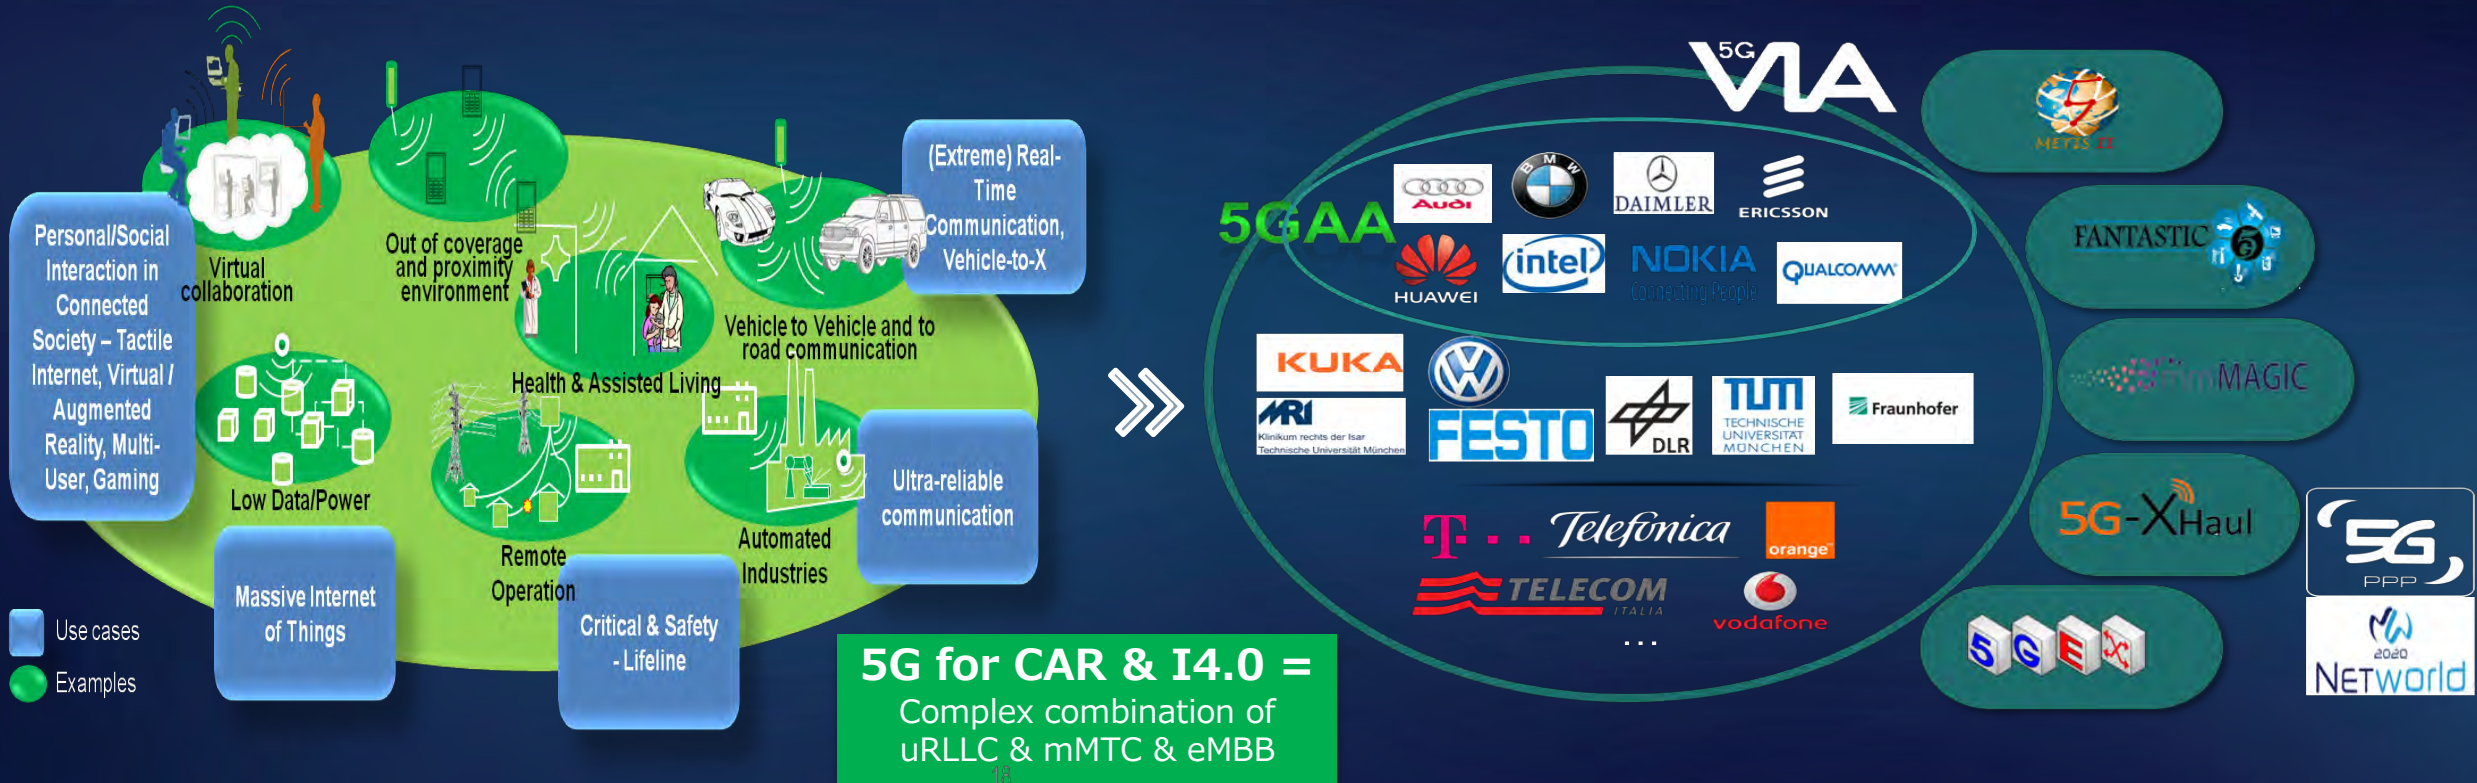 Personal/Social
Interaction in
Connected
Society – Tactile
Internet, Virtual /
Augmented
Reality, Multi-
User, Gaming
Virtual
collaboration
Out of coverage
and proximity
environment
(Extreme) Real-
Time
Communication,
Vehicle-to-X
Vehicle to Vehicle and to
road communication
Health & Assisted Living
Low Data/Power
Remote
Operation
Automated
Industries
Ultra-reliable
communication
Massive Internet
of Things
Critical & Safety
- Lifeline
Use cases
Examples
5G for CAR & I4.0 =
Complex combination of
uRLLC & mMTC & eMBB
18
5G
VIA
5GAA
Audi
BMW
DAIMLER
ERICSSON
HUAWEI
intel
NOKIA
Connecting People
QUALCOMM
KUKA
MRI
Klinikum rechts der Isar
Technische Universität München
FESTO
DLR
TUM
TECHNISCHE
UNIVERSITÄT
MÜNCHEN
Fraunhofer
T
Telefónica
orange™
TELECOM
ITALIA
vodafone
...
METIS II
FANTASTIC 5G
mmMAGIC
5G-XHaul
5GEX
5G
PPP
2020
NETworld